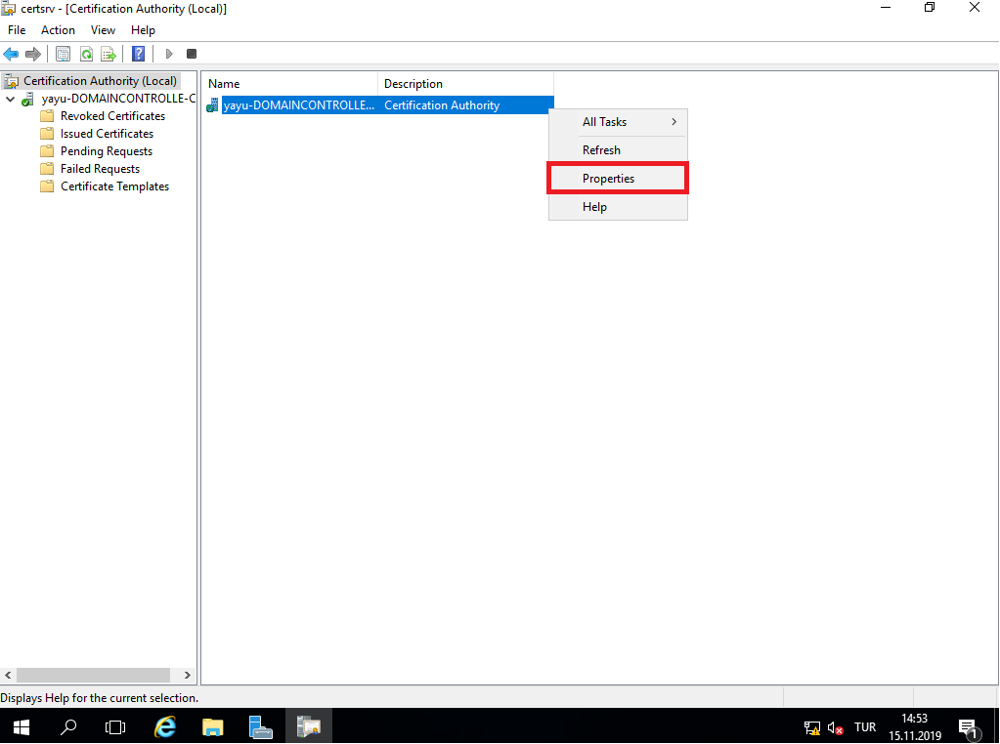 certsrv - [Certification Authority (Local)]
File Action View Help
Certification Authority (Local)
yayu-DOMAINCONTROLLE-C
Revoked Certificates
Issued Certificates
Pending Requests
Failed Requests
Certificate Templates
Name Description
yayu-DOMAINCONTROLLE... Certification Authority
All Tasks
Refresh
Properties
Help
Displays Help for the current selection.
TUR
14:53
15.11.2019
1